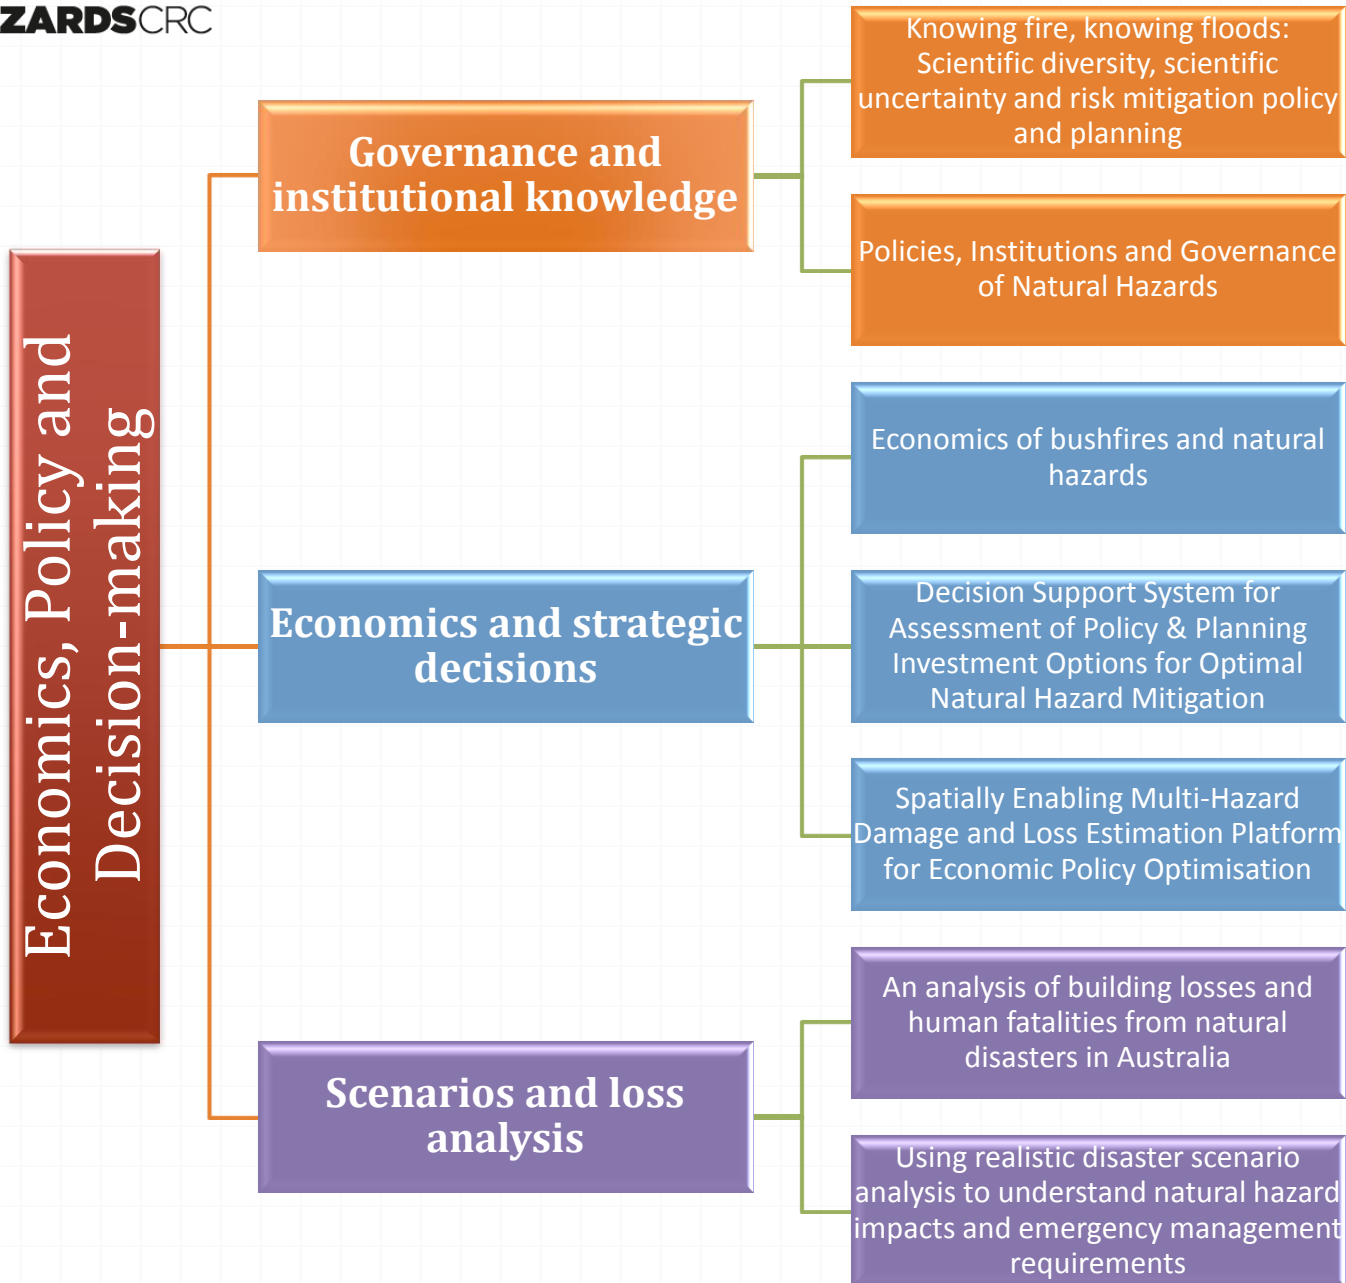 ZARDSCRC
Economics, Policy and
Decision-making
Governance and
institutional knowledge
Knowing fire, knowing floods:
Scientific diversity, scientific
uncertainty and risk mitigation policy
and planning
Policies, Institutions and Governance
of Natural Hazards
Economics and strategic
decisions
Economics of bushfires and natural
hazards
Decision Support System for
Assessment of Policy & Planning
Investment Options for Optimal
Natural Hazard Mitigation
Spatially Enabling Multi-Hazard
Damage and Loss Estimation Platform
for Economic Policy Optimisation
Scenarios and loss
analysis
An analysis of building losses and
human fatalities from natural
disasters in Australia
Using realistic disaster scenario
analysis to understand natural hazard
impacts and emergency management
requirements